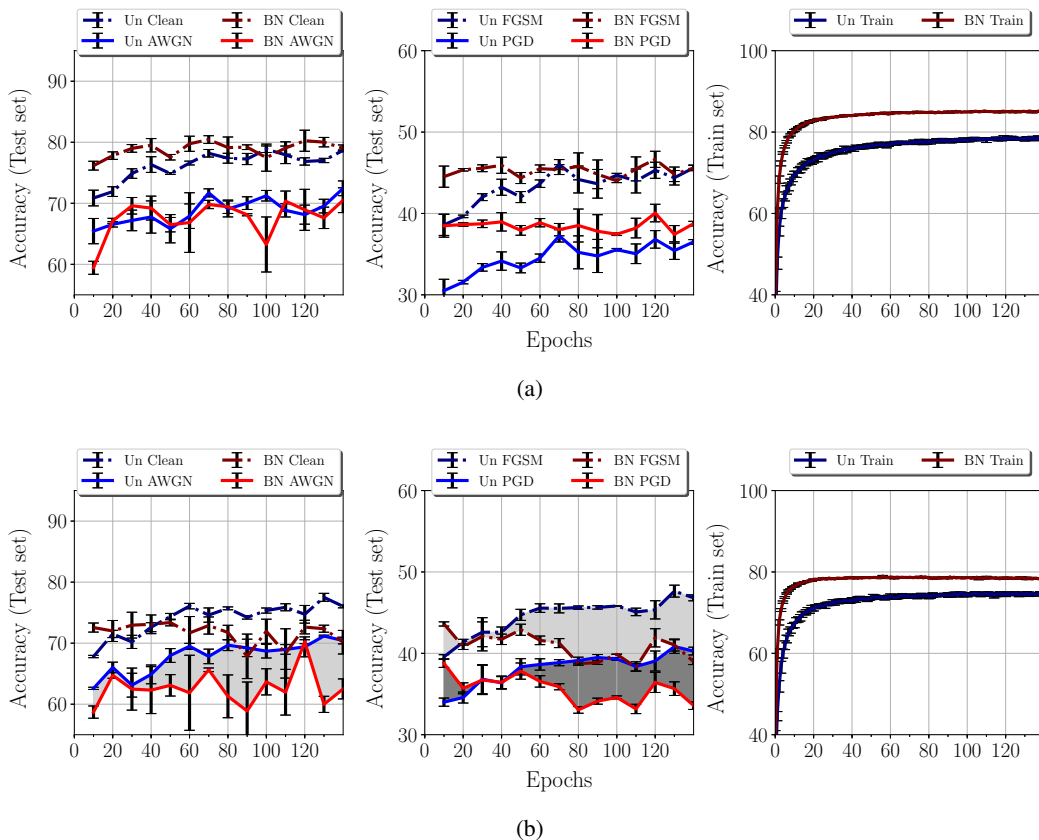 Un Clean BN Clean
Un AWGN BN AWGN
Un FGSM BN FGSM
Un PGD BN PGD
Un Train BN Train
Accuracy (Test set)
90
80
70
60
0 20 40 60 80 100 120
Accuracy (Test set)
60
50
40
30
0 20 40 60 80 100 120
Epochs
Accuracy (Train set)
100
80
60
40
0 20 40 60 80 100 120
(a)
Un Clean BN Clean
Un AWGN BN AWGN
Un FGSM BN FGSM
Un PGD BN PGD
Un Train BN Train
Accuracy (Test set)
90
80
70
60
0 20 40 60 80 100 120
Accuracy (Test set)
60
50
40
30
0 20 40 60 80 100 120
Epochs
Accuracy (Train set)
100
80
60
40
0 20 40 60 80 100 120
(b)